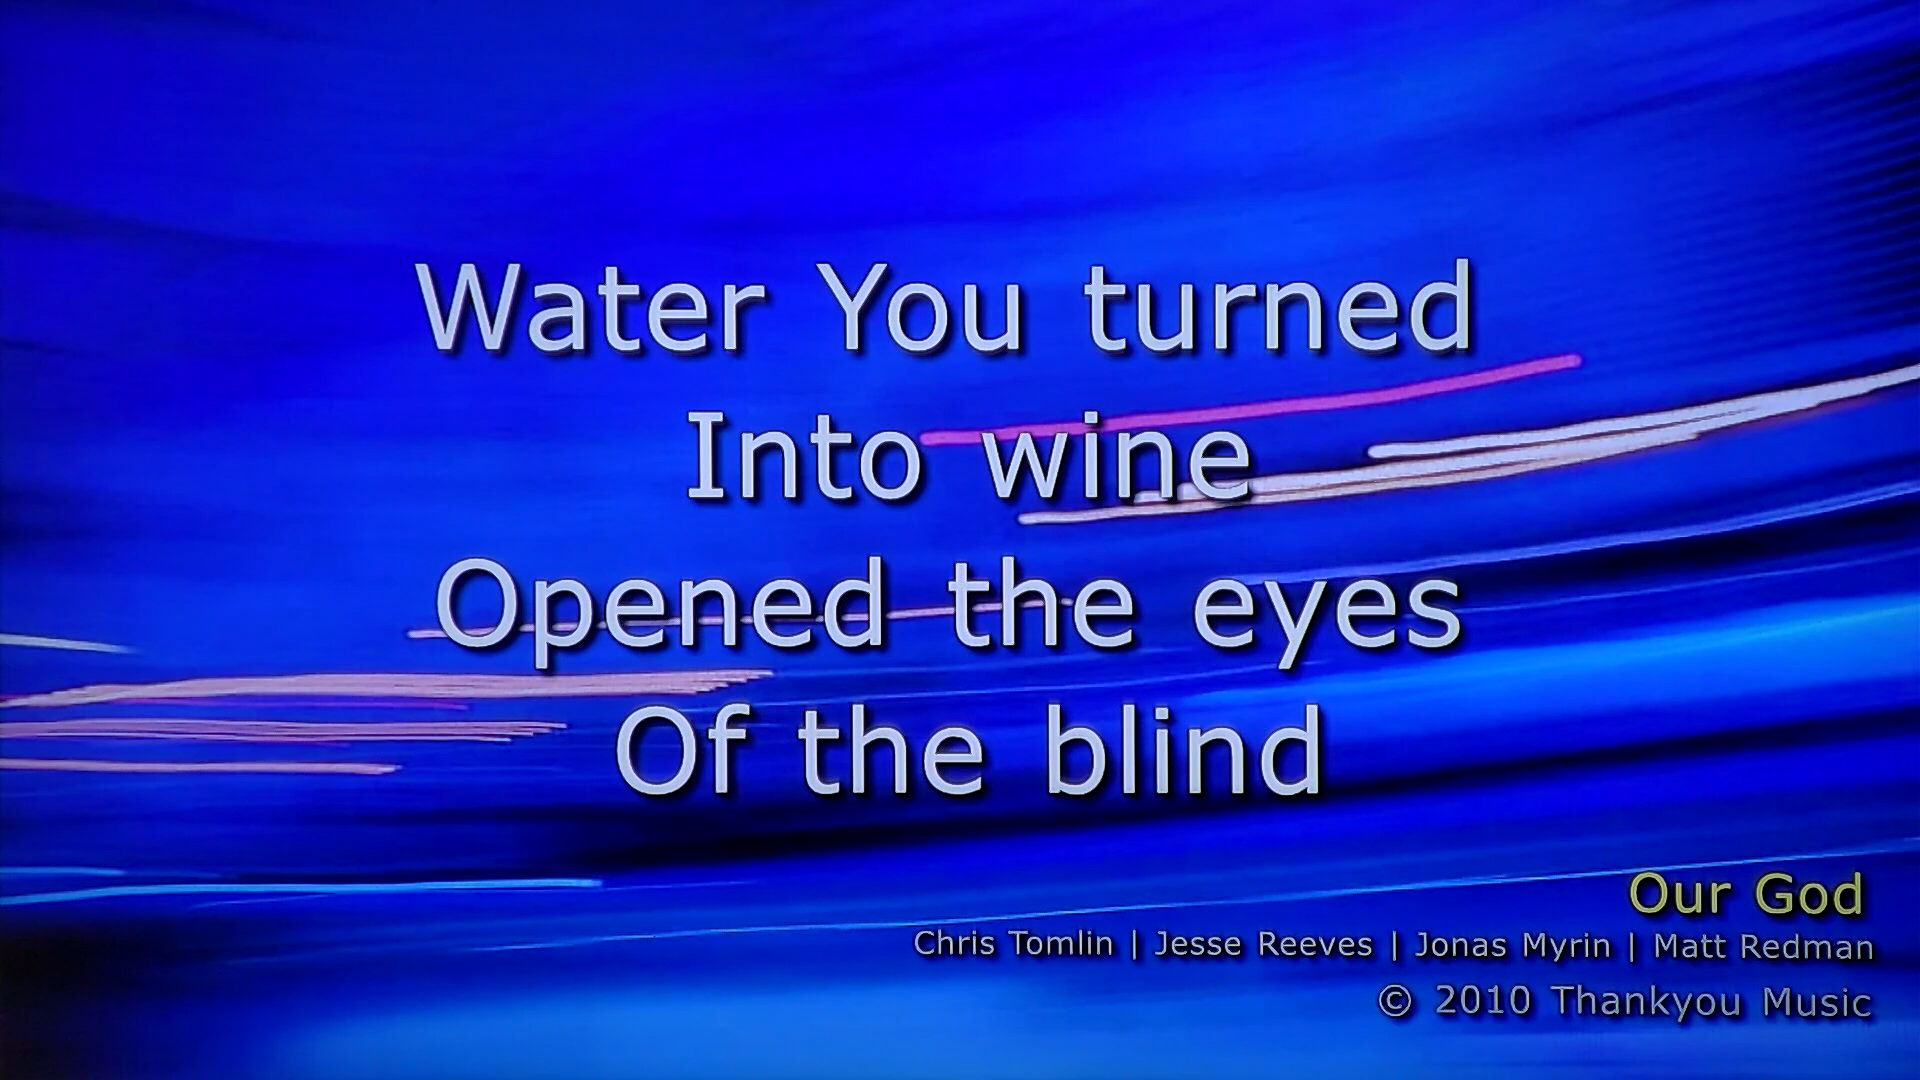 Water You turned
Into wine
Opened the eyes
Of the blind
Our God
Chris Tomlin | Jesse Reeves | Jonas Myrin | Matt Redman
© 2010 Thankyou Music